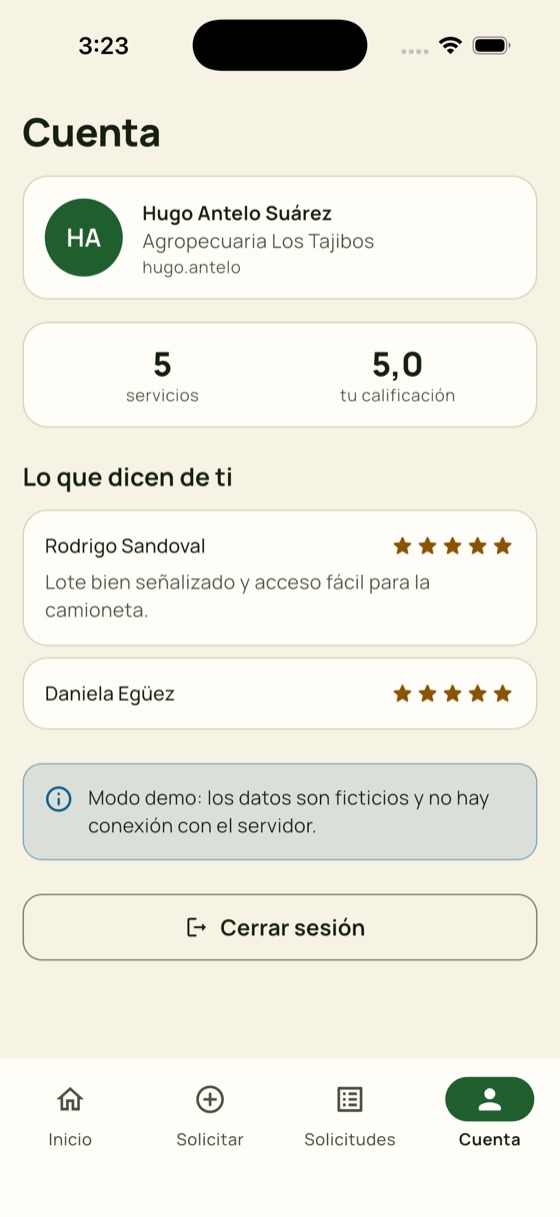 3:23
Cuenta
HA
Hugo Antelo Suárez
Agropecuaria Los Tajibos
hugo.antelo
5
servicios
5,0
tu calificación
Lo que dicen de ti
Rodrigo Sandoval
Lote bien señalizado y acceso fácil para la
camioneta.
Daniela Egüez
Modo demo: los datos son ficticios y no hay
conexión con el servidor.
Cerrar sesión
Inicio
Solicitar
Solicitudes
Cuenta